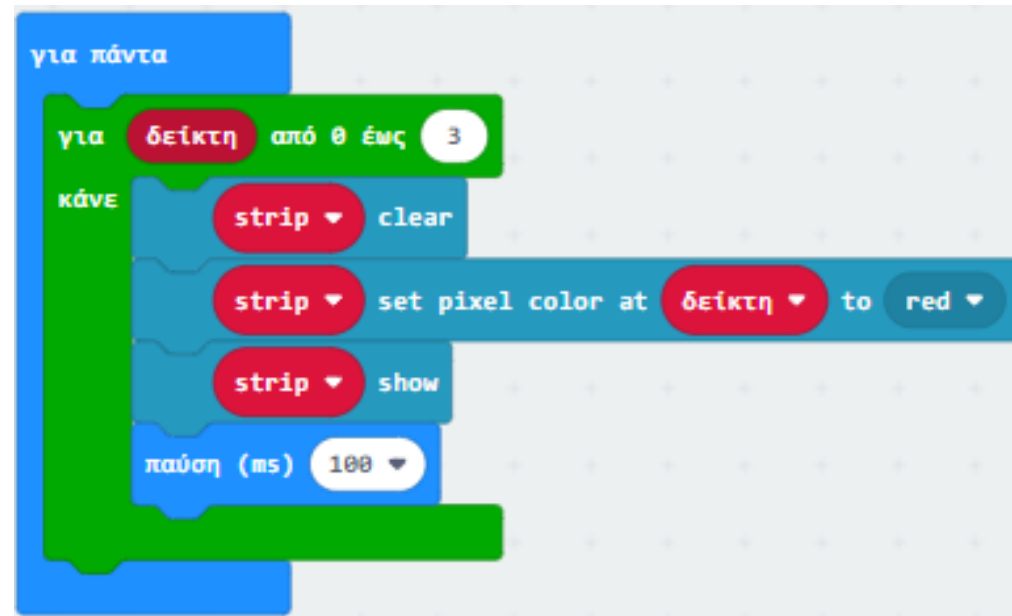 για πάντα
για δείκτη από 0 έως 3
κάνε
strip clear
strip set pixel color at δείκτη to red
strip show
παύση (ms) 100